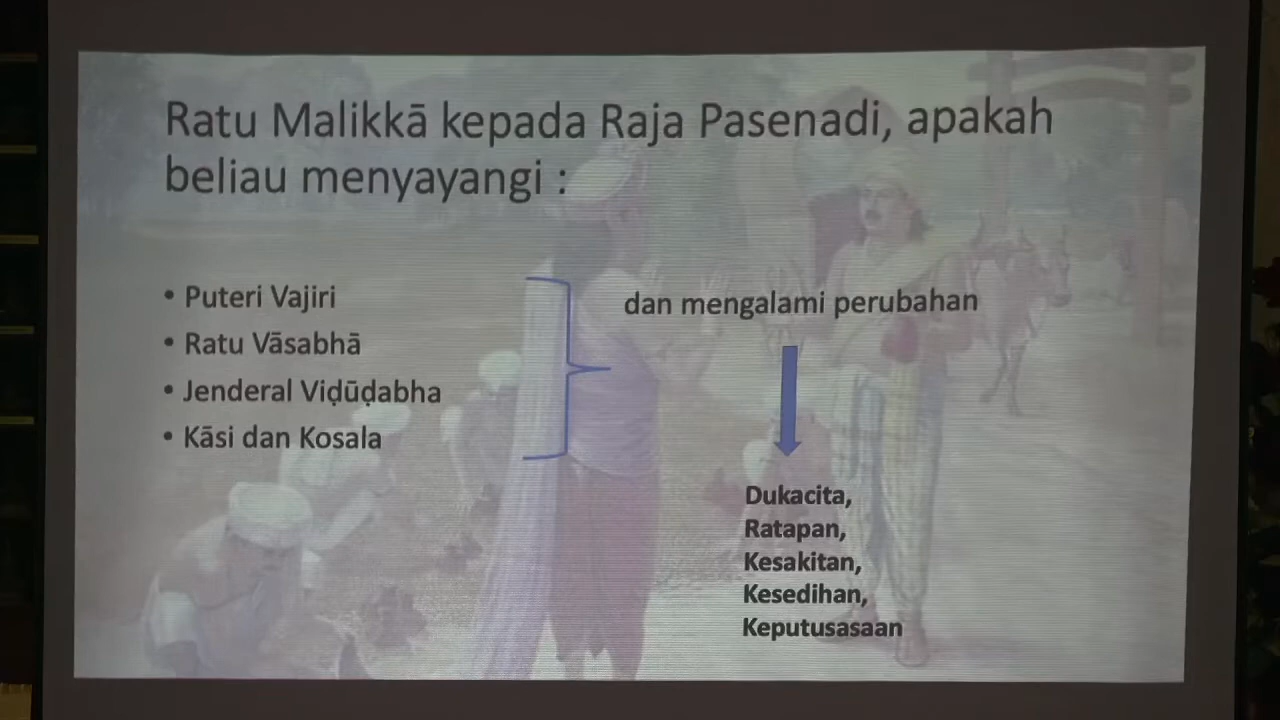 Ratu Malikkā kepada Raja Pasenadi, apakah
beliau menyayangi :
• Puteri Vajiri
• Ratu Vāsabhā
• Jenderal Viḍūḍabha
• Kāsi dan Kosala
dan mengalami perubahan
Dukacita,
Ratapan,
Kesakitan,
Kesedihan,
Keputusasaan